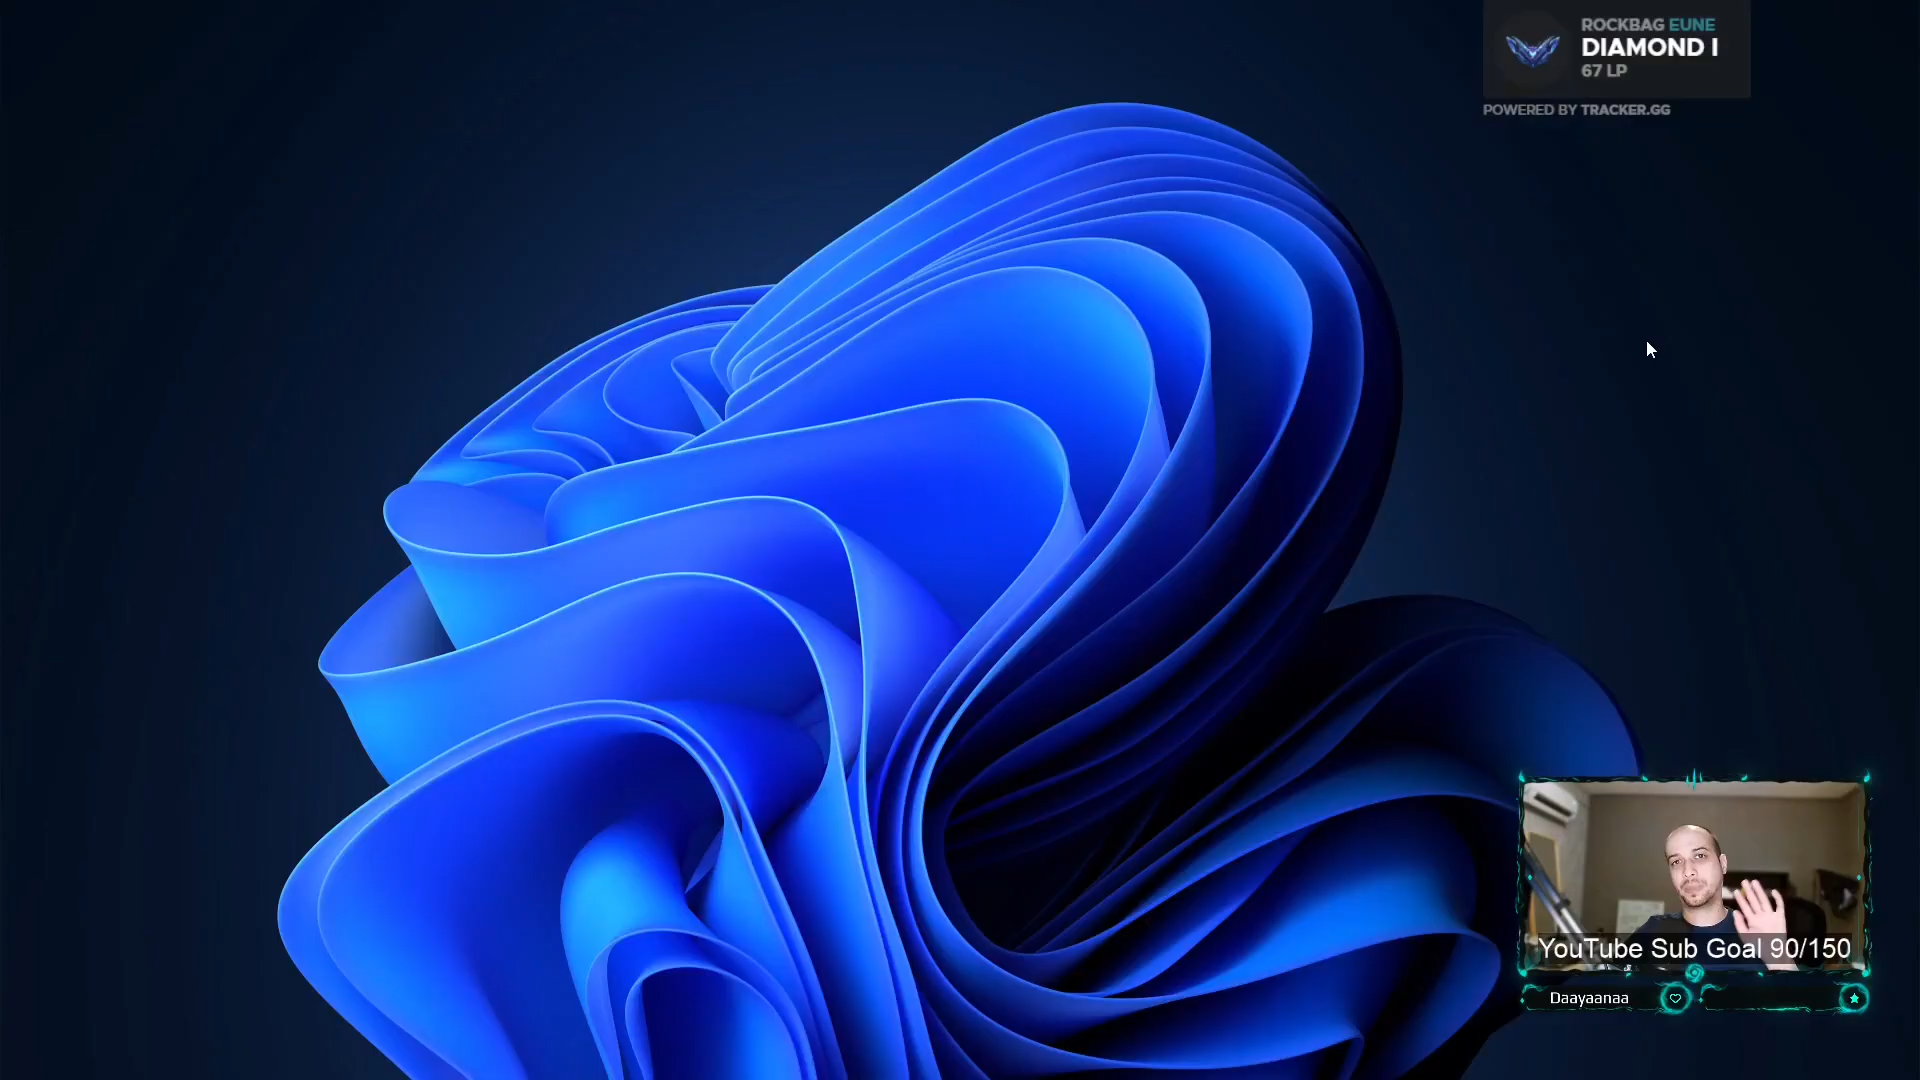 ROCKBAG EUNE
DIAMOND I
67 LP
POWERED BY TRACKER.GG
YouTube Sub Goal 90/150
Daayaanaa